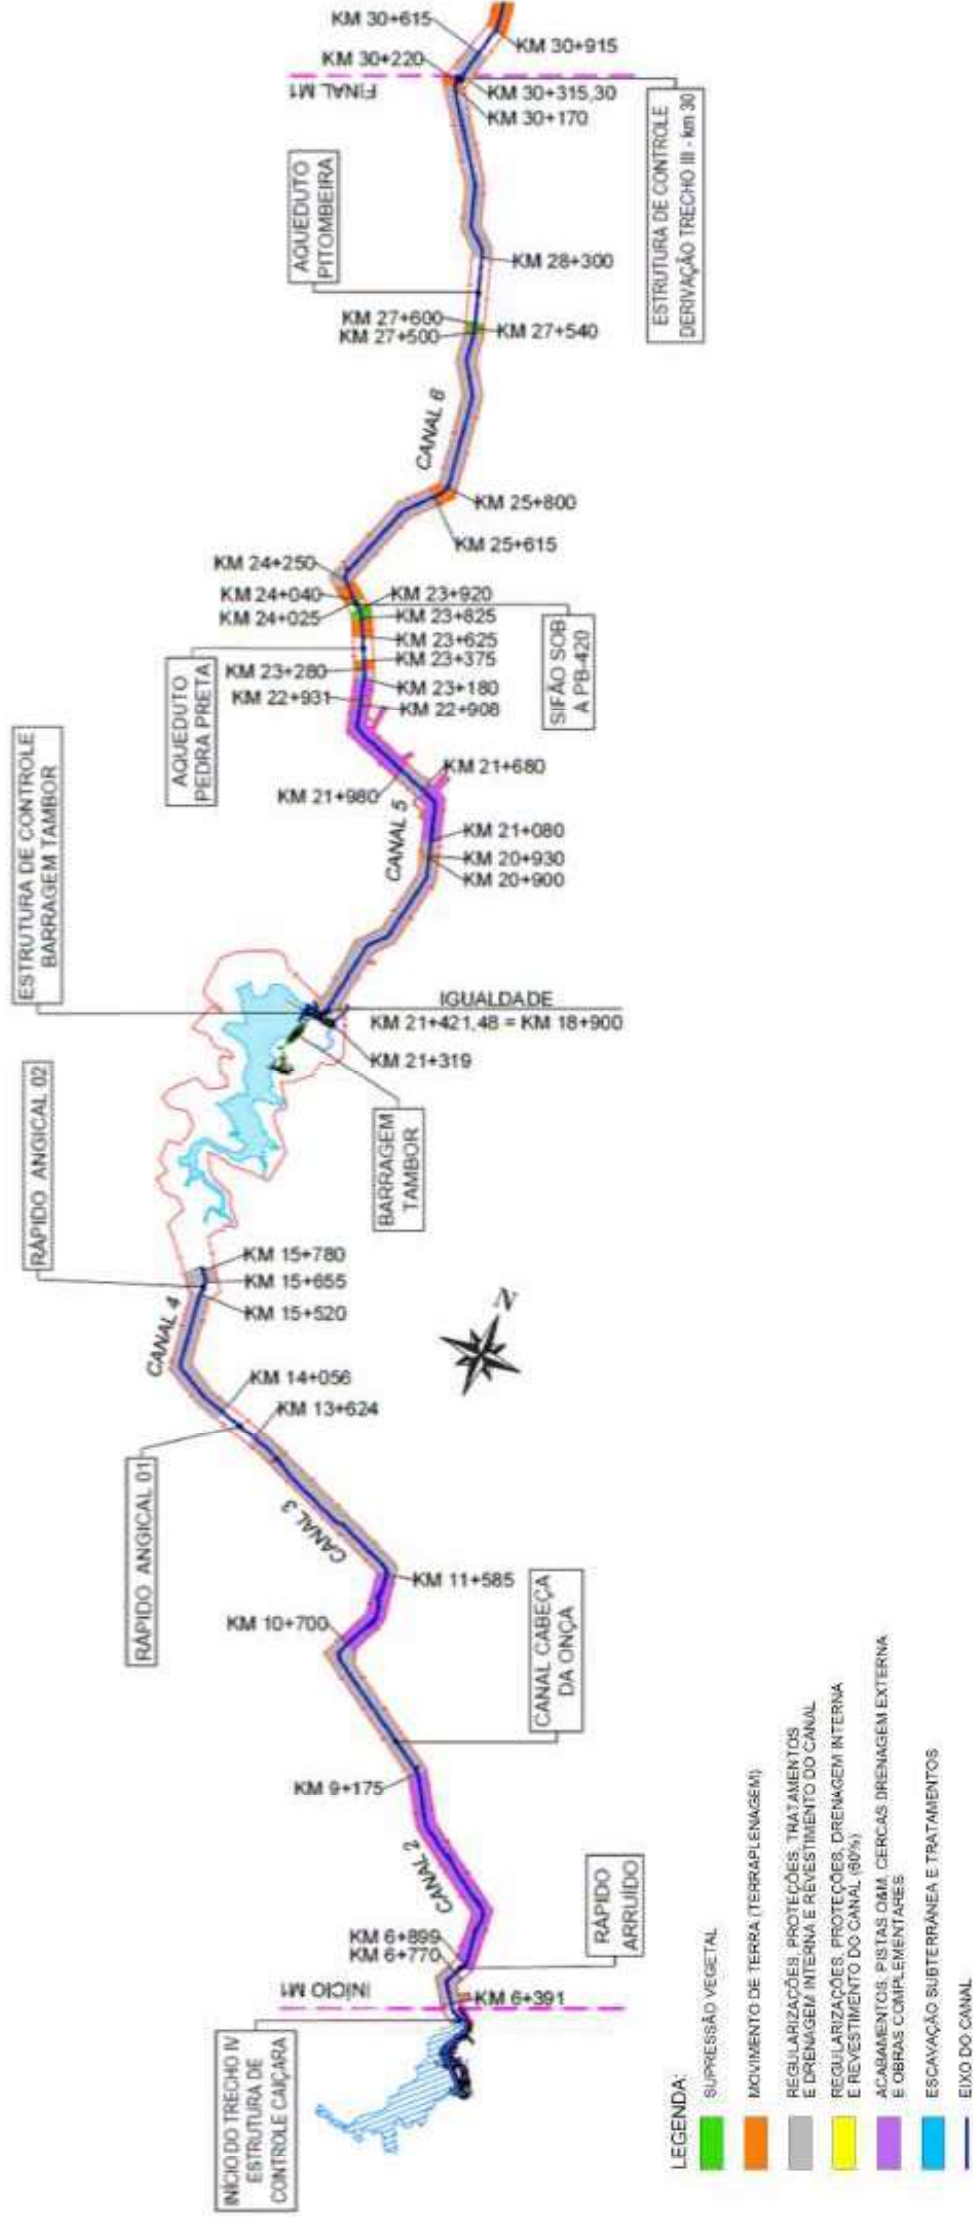 KM 30+615
KM 30+915
KM 30+220
FINAL M1
KM 30+315,30
KM 30+170
ESTRUTURA DE CONTROLE
DERIVAÇÃO TRECHO III - km 30
AQUEDUTO
PITOMBEIRA
KM 28+300
KM 27+600
KM 27+500
KM 27+540
CANAL 6
KM 25+800
KM 25+615
KM 24+250
KM 24+040
KM 24+025
KM 23+920
KM 23+825
KM 23+625
KM 23+375
KM 23+280
KM 23+180
KM 22+931
KM 22+908
SIFÃO SOB
A PB-420
AQUEDUTO
PEDRA PRETA
KM 21+680
KM 21+980
CANAL 5
KM 21+080
KM 20+930
KM 20+900
ESTRUTURA DE CONTROLE
BARRAGEM TAMBOR
IGUALDADE
KM 21+421,48 = KM 18+900
KM 21+319
BARRAGEM
TAMBOR
RÁPIDO ANGICAL 02
KM 15+780
KM 15+655
KM 15+520
CANAL 4
N
KM 14+056
KM 13+624
RÁPIDO ANGICAL 01
CANAL 3
KM 11+585
KM 10+700
CANAL CABEÇA
DA ONÇA
KM 9+175
CANAL 2
KM 6+899
KM 6+770
RÁPIDO
ARRUÍDO
INÍCIO M1
KM 6+391
INÍCIO DO TRECHO IV
ESTRUTURA DE
CONTROLE CAIÇARA
LEGENDA:
SUPRESSÃO VEGETAL
MOVIMENTO DE TERRA (TERRAPLENAGEM)
REGULARIZAÇÕES, PROTEÇÕES, TRATAMENTOS
E DRENAGEM INTERNA E REVESTIMENTO DO CANAL
REGULARIZAÇÕES, PROTEÇÕES, DRENAGEM INTERNA
E REVESTIMENTO DO CANAL (60%)
ACABAMENTOS, PISTAS O&M, CERCAS DRENAGEM EXTERNA
E OBRAS COMPLEMENTARES
ESCAVAÇÃO SUBTERRÂNEA E TRATAMENTOS
EIXO DO CANAL